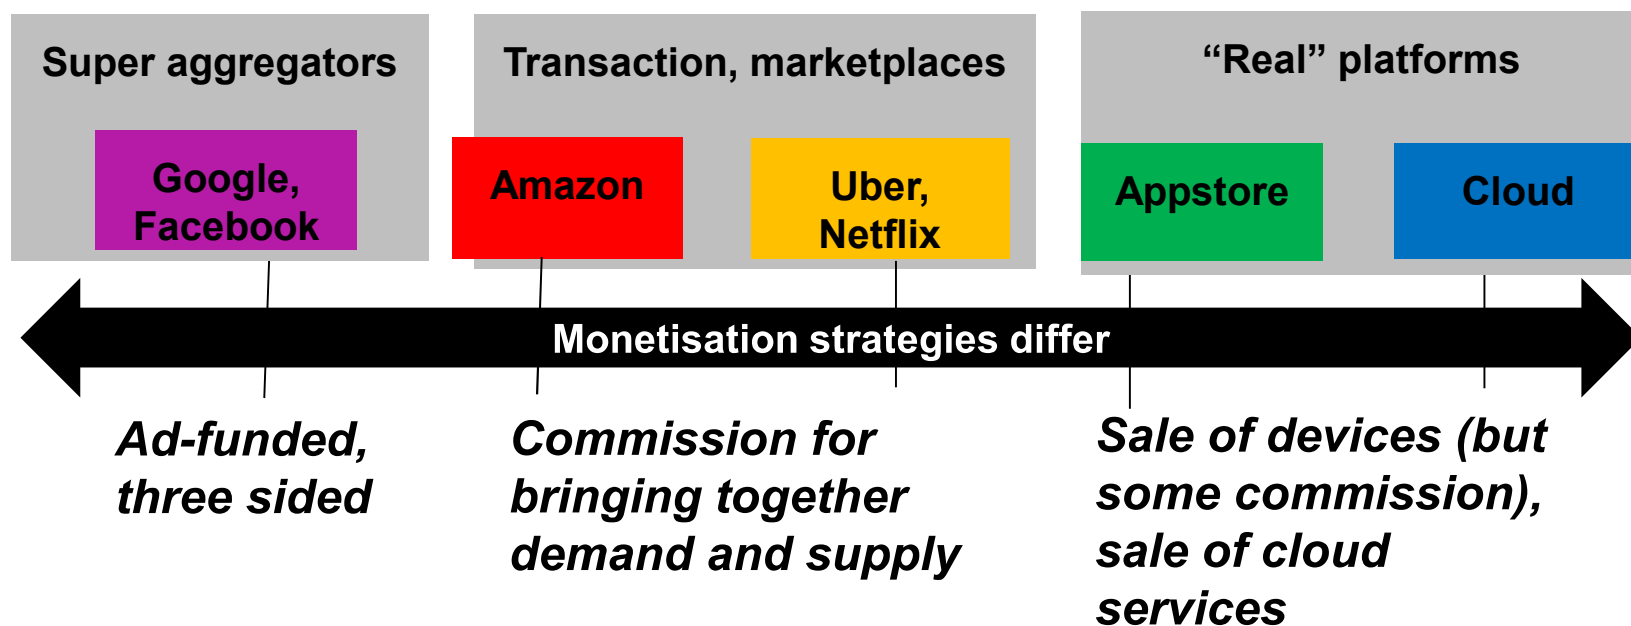 Super aggregators
Google,
Facebook
Transaction, marketplaces
Amazon
Uber,
Netflix
“Real” platforms
Appstore
Cloud
Monetisation strategies differ
Ad-funded,
three sided
Commission for
bringing together
demand and supply
Sale of devices (but
some commission),
sale of cloud
services